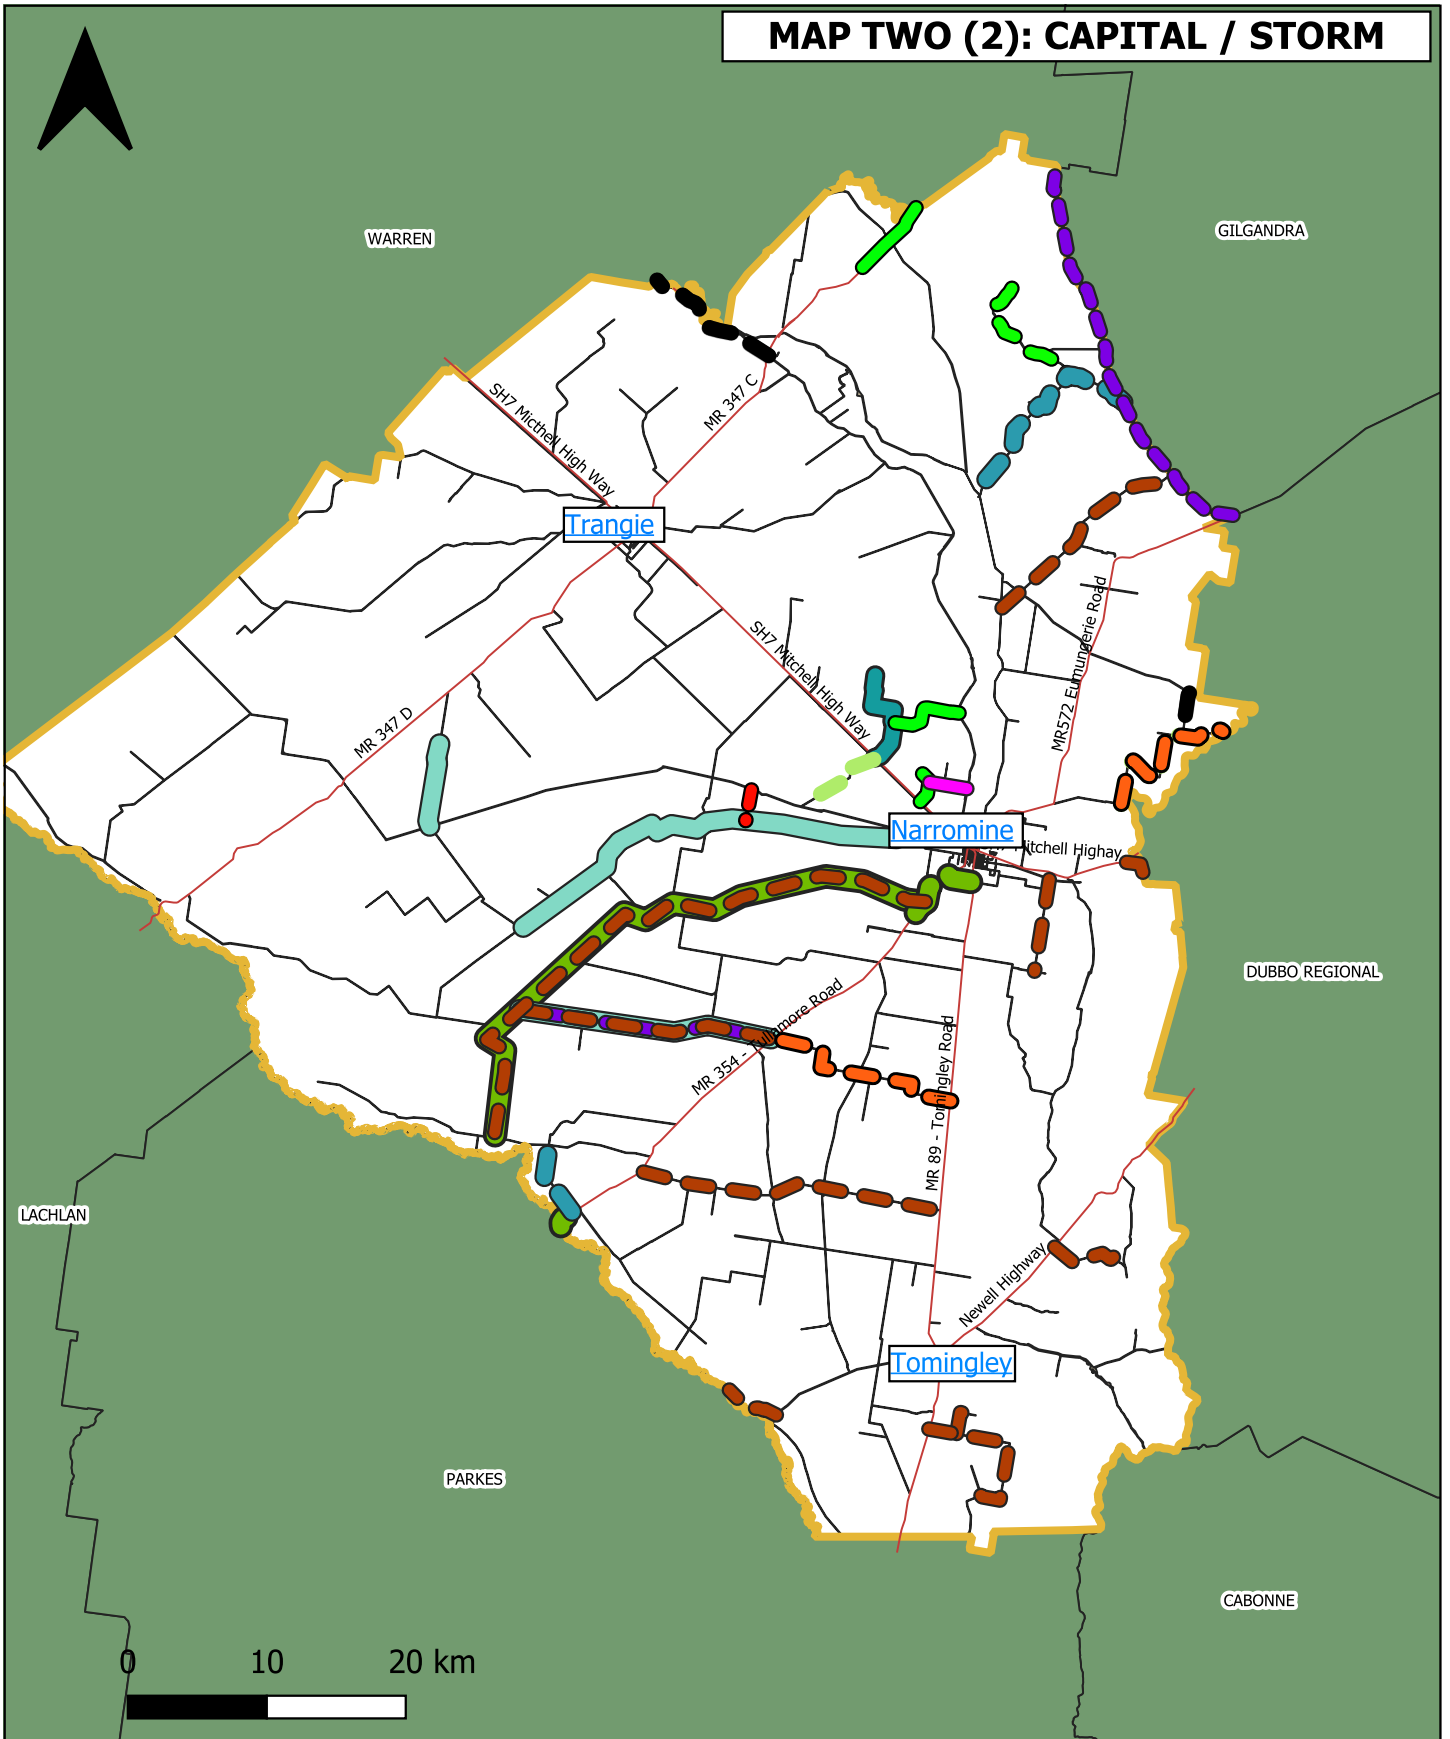 MAP TWO (2): CAPITAL / STORM
WARREN
GILGANDRA
SH7 Micthell High Way
MR 347 C
Trangie
SH7 Mitchell High Way
MR572 Eumungerie Road
MR 347 D
Narromine
Mitchell Highay
DUBBO REGIONAL
MR 354 - Tullamore Road
MR 89 - Tomingley Road
LACHLAN
Newell Highway
Tomingley
PARKES
CABONNE
0 10 20 km